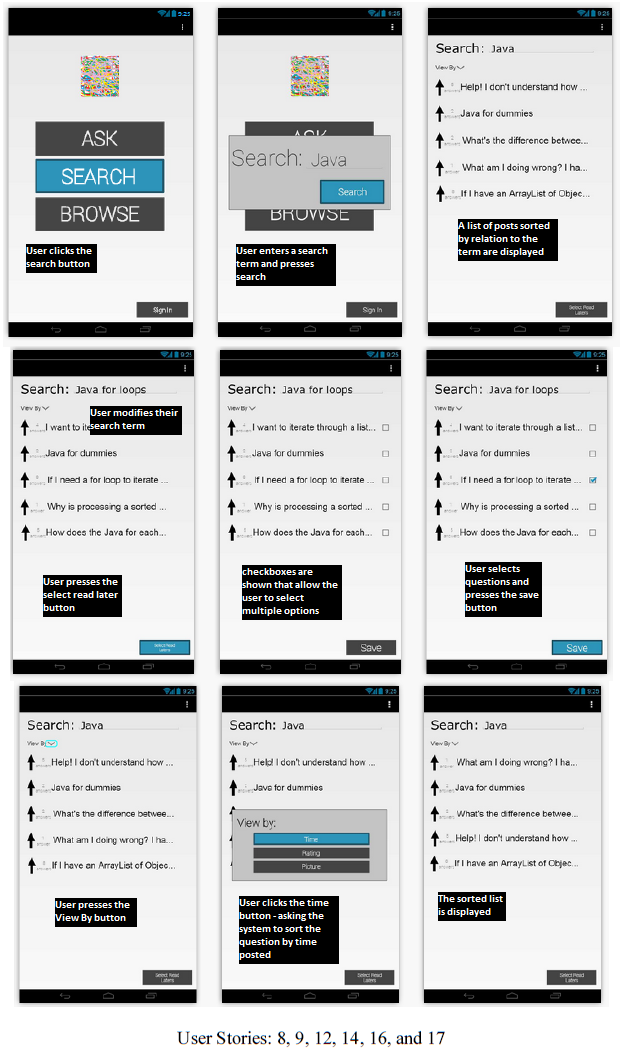 9:25
ASK
SEARCH
BROWSE
User clicks the
search button
Sign In
9:25
ASK
Search: Java
Search
BROWSE
User enters a search
term and presses
search
Sign In
9:25
Search: Java
View By
Help! I don't understand how ...
Java for dummies
What's the difference betwee...
What am I doing wrong? I ha...
If I have an ArrayList of Objec...
A list of posts sorted
by relation to the
term are displayed
Select Read
Laters
9:25
Search: Java for loops
View By
User modifies their
search term
I want to ite
Java for dummies
If I need a for loop to iterate ...
Why is processing a sorted ...
How does the Java for each...
User presses the
select read later
button
Select Read
Laters
9:25
Search: Java for loops
View By
I want to iterate through a list...
Java for dummies
If I need a for loop to iterate ...
Why is processing a sorted ...
How does the Java for each...
checkboxes are
shown that allow the
user to select
multiple options
Save
9:25
Search: Java for loops
View By
I want to iterate through a list...
Java for dummies
If I need a for loop to iterate ...
Why is processing a sorted ...
How does the Java for each...
User selects
questions and
presses the save
button
Save
9:25
Search: Java
View By
Help! I don't understand how ...
Java for dummies
What's the difference betwee...
What am I doing wrong? I ha...
If I have an ArrayList of Objec...
User presses the
View By button
Select Read
Laters
9:25
Search: Java
View By
Help! I don't understand how ...
Java for dummies
View by:
Time
Rating
Picture
User clicks the time
button - asking the
system to sort the
question by time
posted
Select Read
Laters
9:25
Search: Java
View By
What am I doing wrong? I ha...
Java for dummies
What's the difference betwee...
Help! I don't understand how ...
If I have an ArrayList of Objec...
The sorted list
is displayed
Select Read
Laters
User Stories: 8, 9, 12, 14, 16, and 17